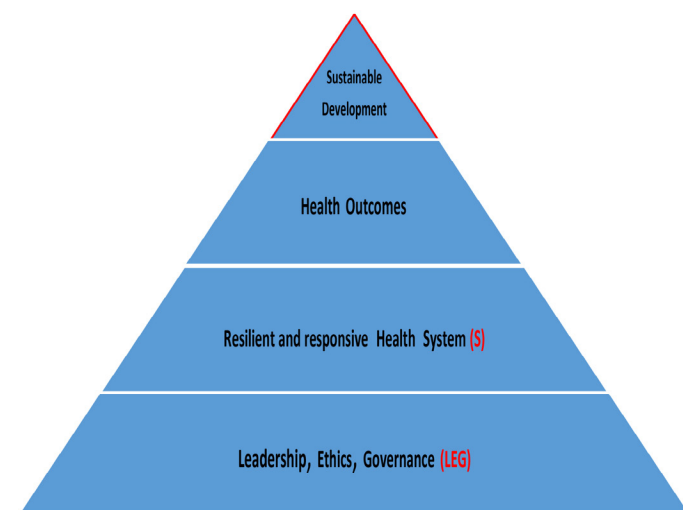 Sustainable
Development
Health Outcomes
Resilient and responsive Health System (S)
Leadership, Ethics, Governance (LEG)